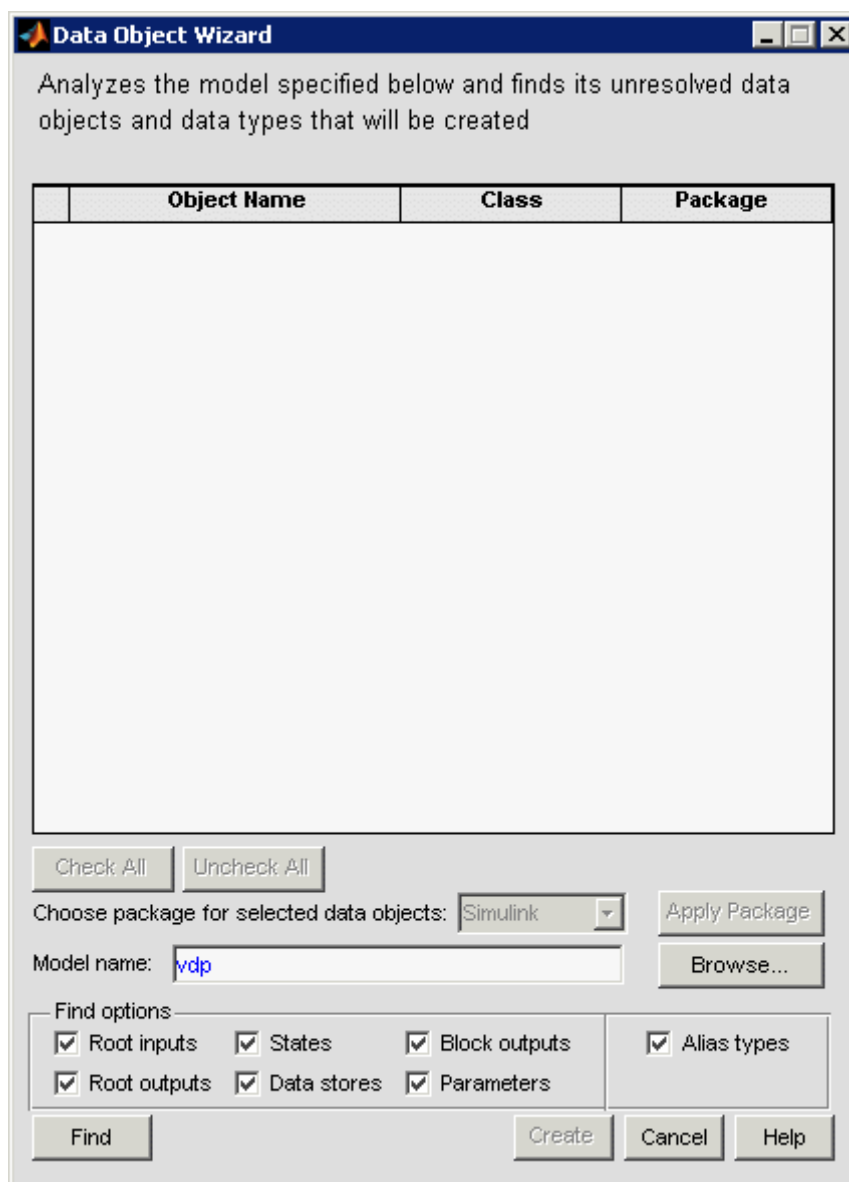 Data Object Wizard
Analyzes the model specified below and finds its unresolved data
objects and data types that will be created
Object Name Class Package
Check All Uncheck All
Choose package for selected data objects: Simulink Apply Package
Model name: vdp Browse...
Find options
Root inputs States Block outputs Alias types
Root outputs Data stores Parameters
Find Create Cancel Help